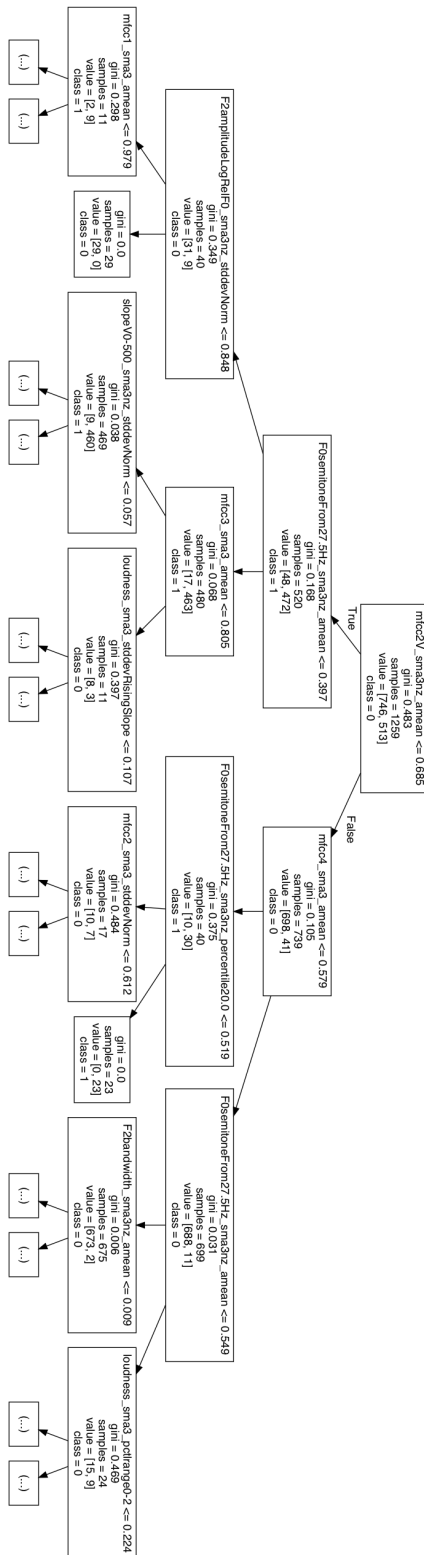 mfcc2V_sma3nz_amean <= 0.685
gini = 0.483
samples = 1259
value = [746, 513]
class = 0
True
False
F0semitoneFrom27.5Hz_sma3nz_amean <= 0.397
gini = 0.168
samples = 520
value = [48, 472]
class = 1
mfcc4_sma3_amean <= 0.579
gini = 0.105
samples = 739
value = [698, 41]
class = 0
F2amplitudeLogRelF0_sma3nz_stddevNorm <= 0.848
gini = 0.349
samples = 40
value = [31, 9]
class = 0
mfcc3_sma3_amean <= 0.805
gini = 0.068
samples = 480
value = [17, 463]
class = 1
F0semitoneFrom27.5Hz_sma3nz_percentile20.0 <= 0.519
gini = 0.375
samples = 40
value = [10, 30]
class = 1
F0semitoneFrom27.5Hz_sma3nz_amean <= 0.549
gini = 0.031
samples = 699
value = [688, 11]
class = 0
mfcc1_sma3_amean <= 0.979
gini = 0.298
samples = 11
value = [2, 9]
class = 1
gini = 0.0
samples = 29
value = [29, 0]
class = 0
slopeV0-500_sma3nz_stddevNorm <= 0.057
gini = 0.038
samples = 469
value = [9, 460]
class = 1
loudness_sma3_stddevRisingSlope <= 0.107
gini = 0.397
samples = 11
value = [8, 3]
class = 0
mfcc2_sma3_stddevNorm <= 0.612
gini = 0.484
samples = 17
value = [10, 7]
class = 0
gini = 0.0
samples = 23
value = [0, 23]
class = 1
F2bandwidth_sma3nz_amean <= 0.009
gini = 0.006
samples = 675
value = [673, 2]
class = 0
loudness_sma3_pctlrange0-2 <= 0.224
gini = 0.469
samples = 24
value = [15, 9]
class = 0
(...)
(...)
(...)
(...)
(...)
(...)
(...)
(...)
(...)
(...)
(...)
(...)